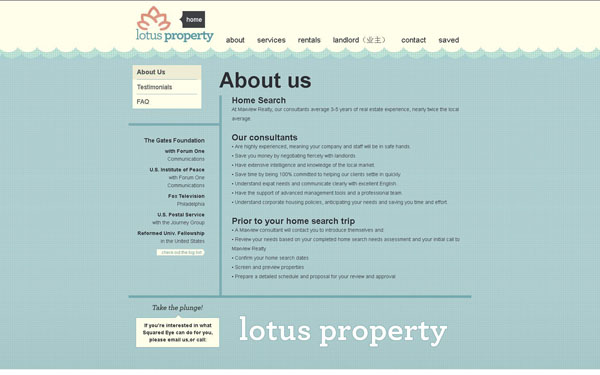 home
lotus property
about services rentals landlord（业主） contact saved
About Us
Testimonials
FAQ
The Gates Foundation
with Forum One
Communications
U.S. Institute of Peace
with Forum One
Communications
Fox Television
Philadelphia
U.S. Postal Service
with the Journey Group
Reformed Univ. Fellowship
in the United States
check out the big list
About us
Home Search
At Maxview Realty, our consultants average 3-5 years of real estate experience, nearly twice the local
average.
Our consultants
• Are highly experienced, meaning your company and staff will be in safe hands.
• Save you money by negotiating fiercely with landlords
• Have extensive intelligence and knowledge of the local market.
• Save time by being 100% committed to helping our clients settle in quickly
• Understand expat needs and communicate clearly with excellent English.
• Have the support of advanced management tools and a professional team.
• Understand corporate housing policies, anticipating your needs and saving you time and effort.
Prior to your home search trip
• A Maxview consultant will contact you to introduce themselves and:
• Review your needs based on your completed home search needs assessment and your initial call to
Maxview Realty
• Confirm your home search dates
• Screen and preview properties
• Prepare a detailed schedule and proposal for your review and approval
Take the plunge!
If you're interested in what
Squared Eye can do for you,
please email us,or call:
lotus property